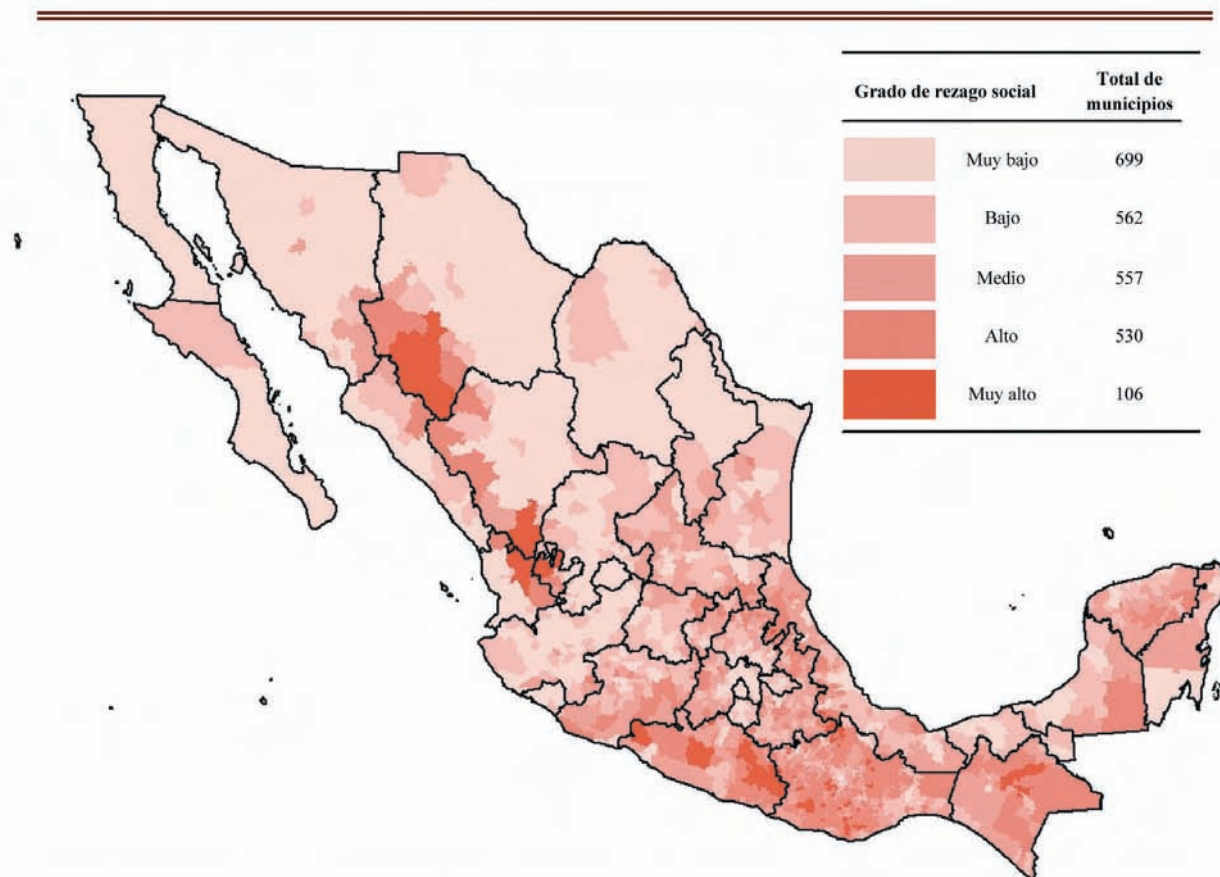 Grado de rezago social Total de municipios
Muy bajo 699
Bajo 562
Medio 557
Alto 530
Muy alto 106